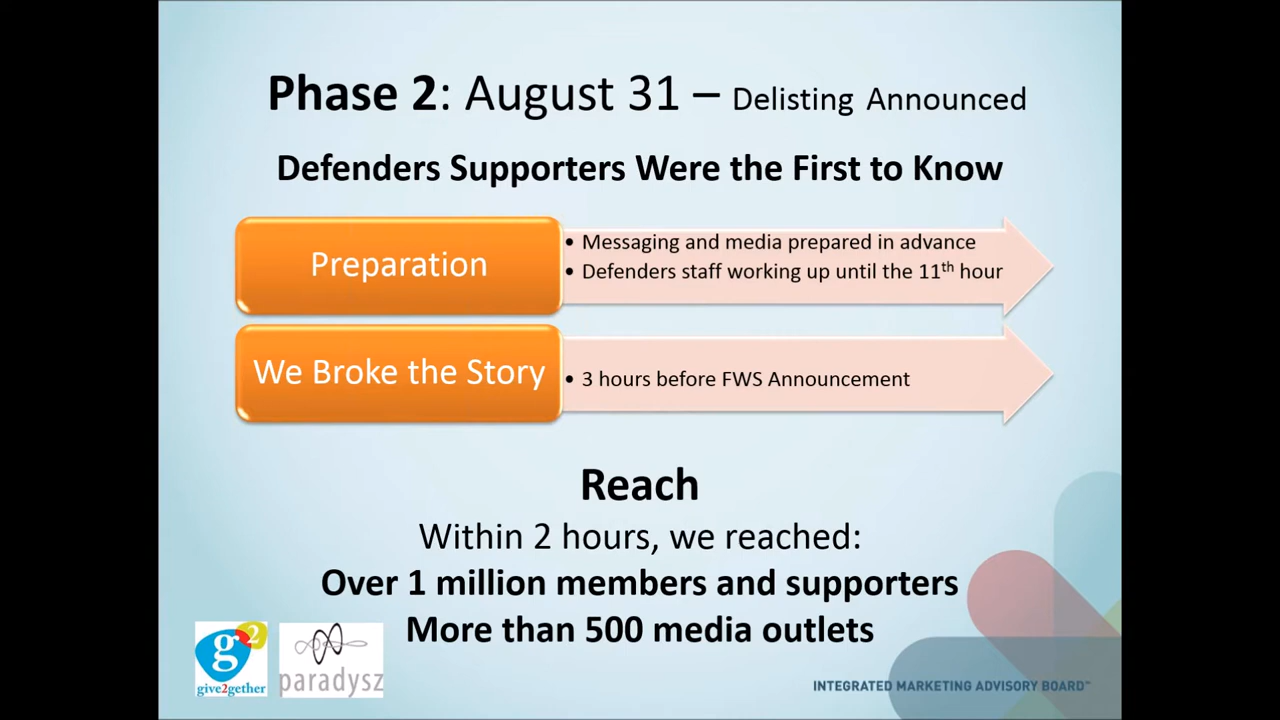 Phase 2: August 31 – Delisting Announced
Defenders Supporters Were the First to Know
Preparation
• Messaging and media prepared in advance
• Defenders staff working up until the 11th hour
We Broke the Story
• 3 hours before FWS Announcement
Reach
Within 2 hours, we reached:
Over 1 million members and supporters
More than 500 media outlets
g2
give2gether
paradysz
INTEGRATED MARKETING ADVISORY BOARD™